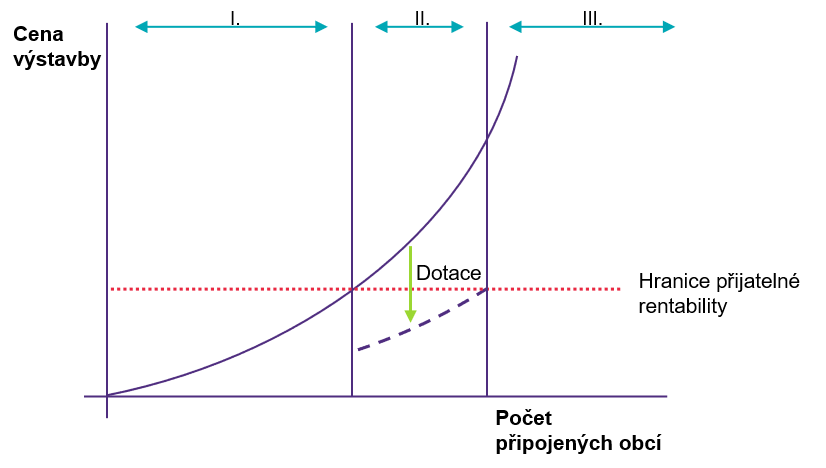 I.
II.
III.
Cena
výstavby
Dotace
Hranice přijatelné
rentability
Počet
připojených obcí